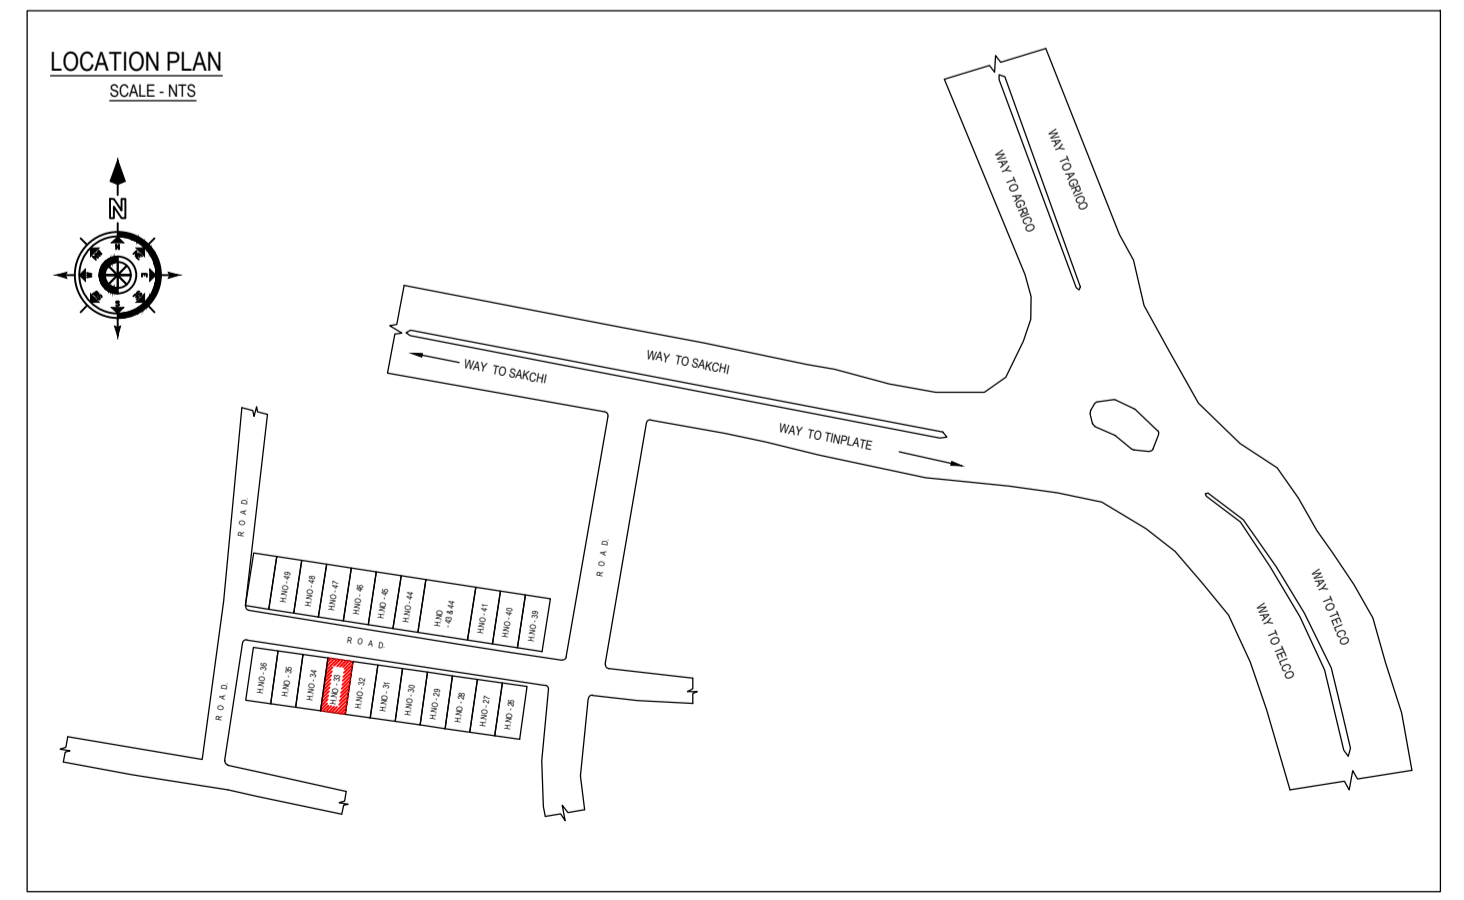 LOCATION PLAN
SCALE - NTS
N
N
E
S
W
WAY TO AGRICO
WAY TO AGRICO
WAY TO SAKCHI
WAY TO SAKCHI
WAY TO TINPLATE
WAY TO TELCO
WAY TO TELCO
ROAD.
ROAD.
H.NO - 49
H.NO - 48
H.NO - 47
H.NO - 46
H.NO - 45
H.NO - 44
H.NO
- 43 & 44
H.NO - 41
H.NO - 40
H.NO - 39
ROAD.
H.NO - 36
H.NO - 35
H.NO - 34
H.NO - 33
H.NO - 32
H.NO - 31
H.NO - 30
H.NO - 29
H.NO - 28
H.NO - 27
H.NO - 26
ROAD.